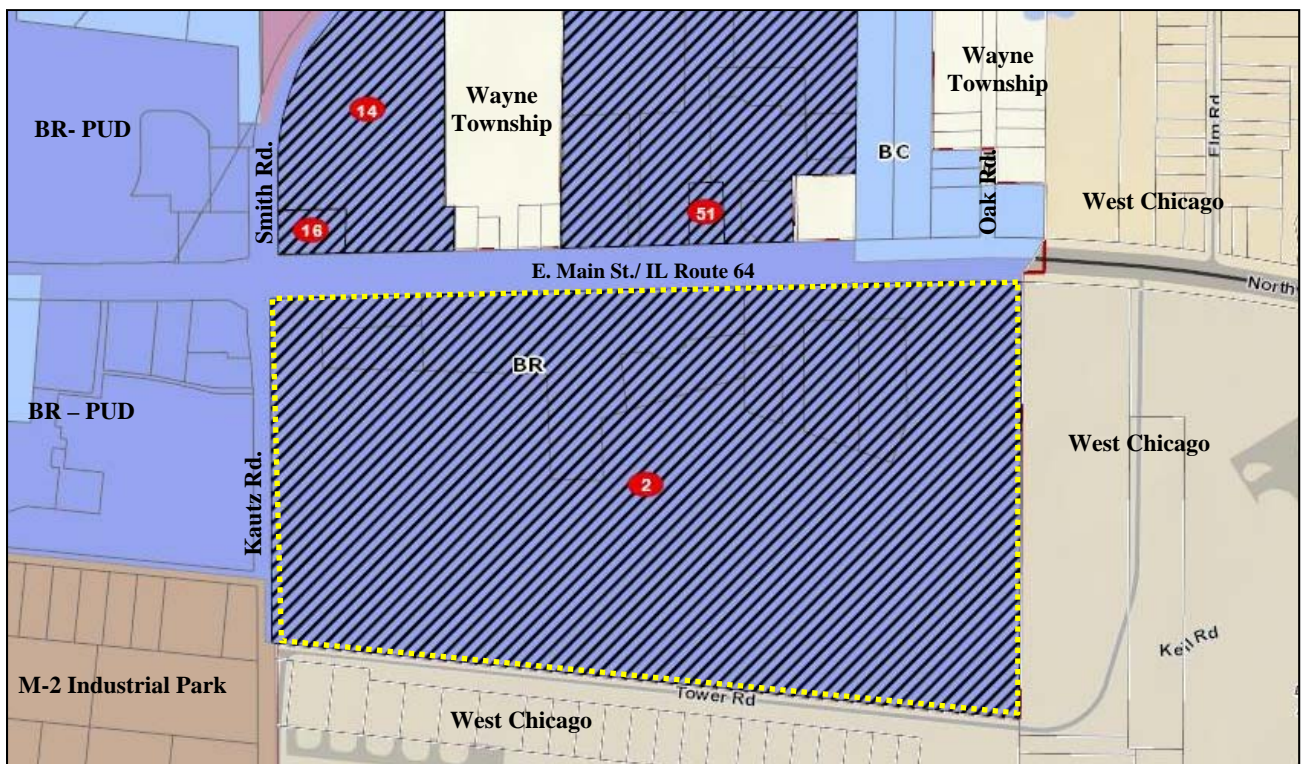 Wayne
Township
Wayne
Township
14
BR- PUD
Elm Rd
BC
Smith Rd.
Oak Rd.
West Chicago
51
16
E. Main St./ IL Route 64
North
BR
BR – PUD
West Chicago
2
Kautz Rd.
Rd
M-2 Industrial Park
Tower Rd
West Chicago